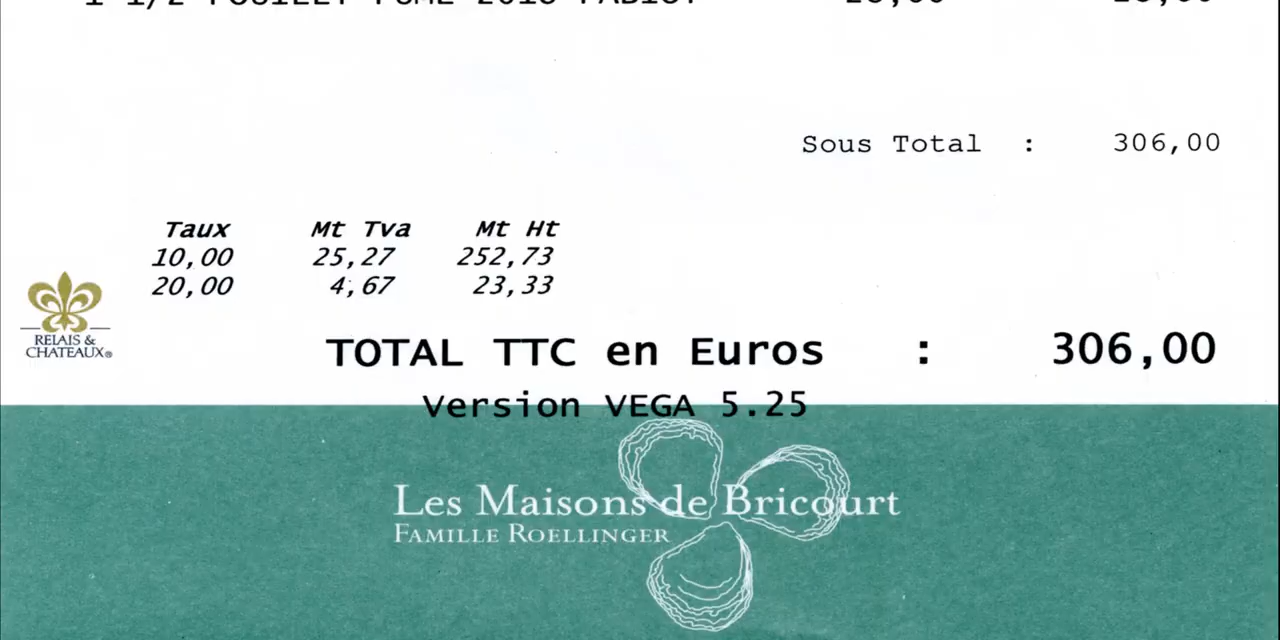 Sous Total : 306,00
Taux Mt Tva Mt Ht
10,00 25,27 252,73
20,00 4,67 23,33
RELAIS &
CHATEAUX®
TOTAL TTC en Euros : 306,00
Version VEGA 5.25
Les Maisons de Bricourt
FAMILLE ROELLINGER